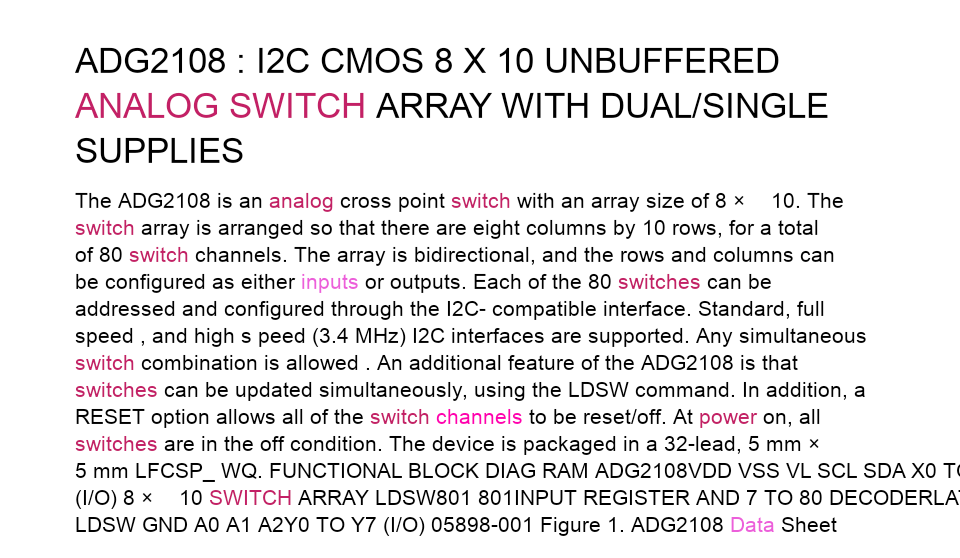 ADG2108 : I2C CMOS 8 X 10 UNBUFFERED
ANALOG SWITCH ARRAY WITH DUAL/SINGLE
SUPPLIES
The ADG2108 is an analog cross point switch with an array size of 8 × 10. The
switch array is arranged so that there are eight columns by 10 rows, for a total
of 80 switch channels. The array is bidirectional, and the rows and columns can
be configured as either inputs or outputs. Each of the 80 switches can be
addressed and configured through the I2C- compatible interface. Standard, full
speed , and high s peed (3.4 MHz) I2C interfaces are supported. Any simultaneous
switch combination is allowed . An additional feature of the ADG2108 is that
switches can be updated simultaneously, using the LDSW command. In addition, a
RESET option allows all of the switch channels to be reset/off. At power on, all
switches are in the off condition. The device is packaged in a 32-lead, 5 mm ×
5 mm LFCSP_ WQ. FUNCTIONAL BLOCK DIAG RAM ADG2108VDD VSS VL SCL SDA X0 TO
(I/O) 8 × 10 SWITCH ARRAY LDSW801 801INPUT REGISTER AND 7 TO 80 DECODERLAT
LDSW GND A0 A1 A2Y0 TO Y7 (I/O) 05898-001 Figure 1. ADG2108 Data Sheet